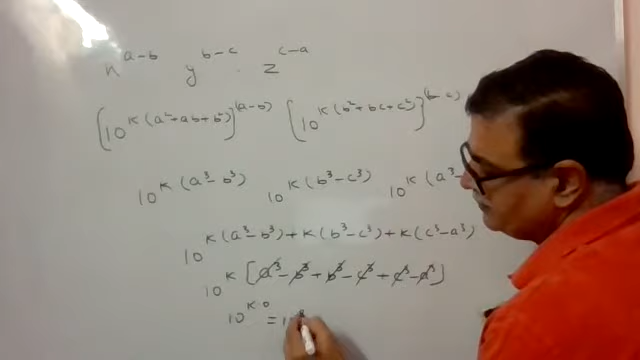 x^{a-b} y^{b-c} . z^{c-a}
[10^{K(a²+ab+b²)}]^{(a-b)} [10^{K(b²+bc+c²)}]^{(b-c)}
10^{K(a³-b³)} 10^{K(b³-c³)} 10^{K(a³-
10^{K(a³-b³)+K(b³-c³)+K(c³-a³)}
10^{K[a³-b³+b³-c³+c³-a³]}
10^{K.0} = 1